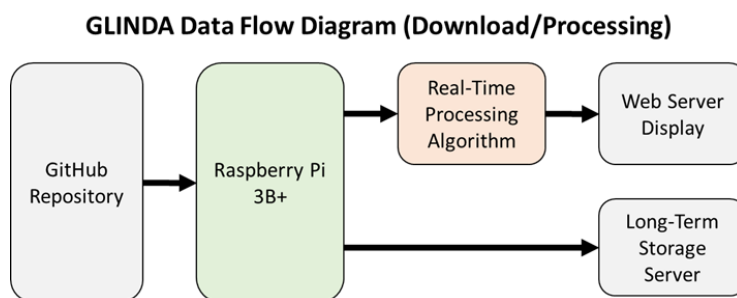 GLINDA Data Flow Diagram (Download/Processing)
GitHub
Repository
Raspberry Pi
3B+
Real-Time
Processing
Algorithm
Web Server
Display
Long-Term
Storage
Server